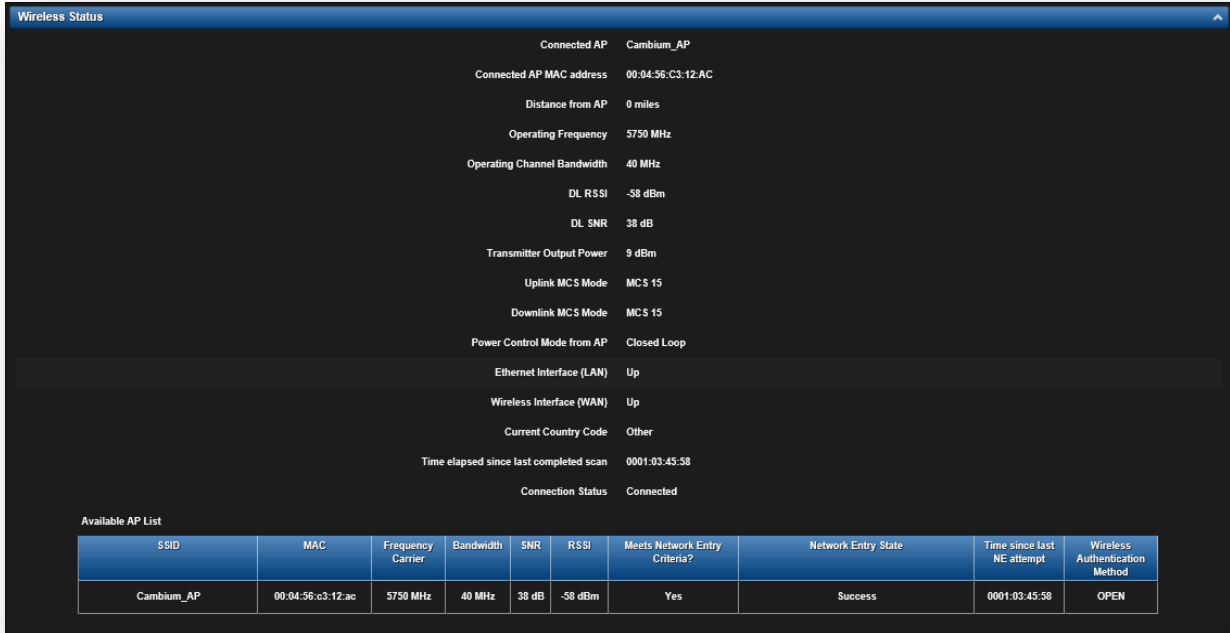 Wireless Status
Connected AP Cambium_AP
Connected AP MAC address 00:04:56:C3:12:AC
Distance from AP 0 miles
Operating Frequency 5750 MHz
Operating Channel Bandwidth 40 MHz
DL RSSI -58 dBm
DL SNR 38 dB
Transmitter Output Power 9 dBm
Uplink MCS Mode MCS 15
Downlink MCS Mode MCS 15
Power Control Mode from AP Closed Loop
Ethernet Interface (LAN) Up
Wireless Interface (WAN) Up
Current Country Code Other
Time elapsed since last completed scan 0001:03:45:58
Connection Status Connected
Available AP List
SSID MAC Frequency Carrier Bandwidth SNR RSSI Meets Network Entry Criteria? Network Entry State Time since last NE attempt Wireless Authentication Method
Cambium_AP 00:04:56:c3:12:ac 5750 MHz 40 MHz 38 dB -58 dBm Yes Success 0001:03:45:58 OPEN